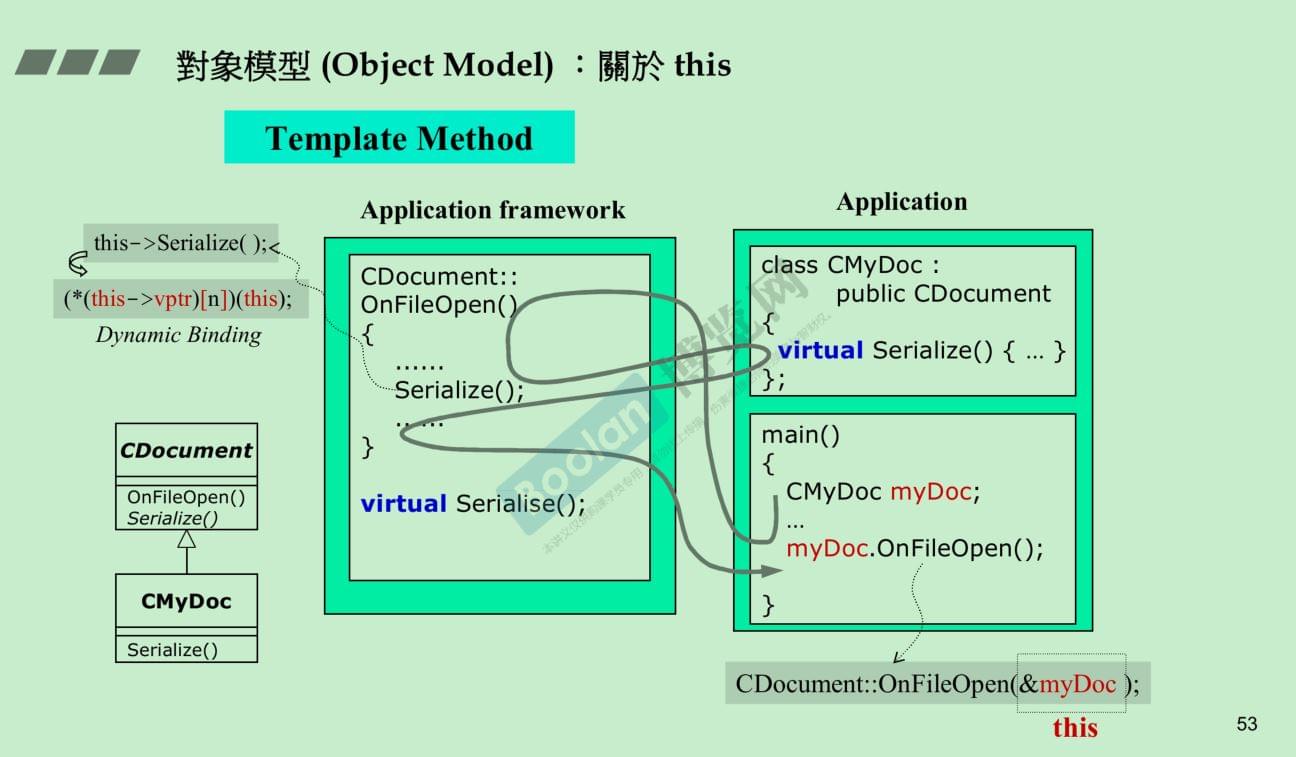 對象模型 (Object Model) ：關於 this
Template Method
Application framework
Application
this->Serialize( );
(*(this->vptr)[n])(this);
Dynamic Binding
CDocument::
OnFileOpen()
{
......
Serialize();
......
}
virtual Serialise();
class CMyDoc :
public CDocument
{
virtual Serialize() { … }
};
main()
{
CMyDoc myDoc;
…
myDoc.OnFileOpen();
}
CDocument
OnFileOpen()
Serialize()
CMyDoc
Serialize()
CDocument::OnFileOpen(&myDoc );
this
53
Boolan 博览网